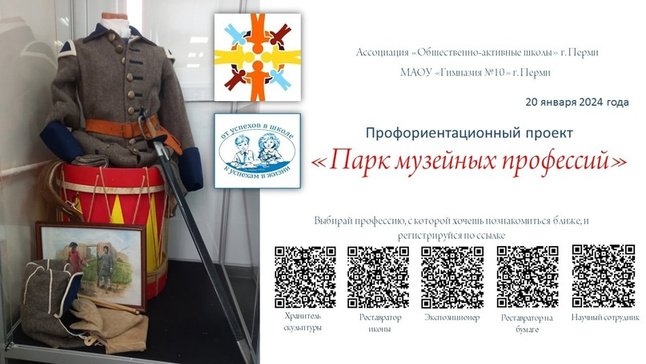 Ассоциация «Общественно-активные школы» г. Перми
МАОУ «Гимназия №10» г. Перми
20 января 2024 года
от успехов в школе
к успехам в жизни
Профориентационный проект
«Парк музейных профессий»
Выбирай профессию, с которой хочешь познакомиться ближе, и
регистрируйся по ссылке
Хранитель
скульптуры
Реставратор
иконы
Экспозиционер
Реставратор на
бумаге
Научный сотрудник